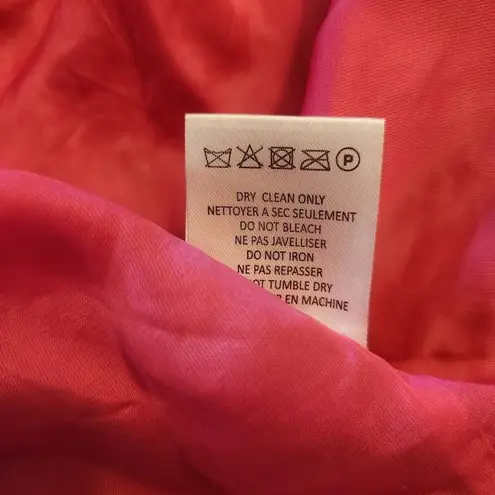 P
DRY CLEAN ONLY
NETTOYER A SEC SEULEMENT
DO NOT BLEACH
NE PAS JAVELLISER
DO NOT IRON
NE PAS REPASSER
OT TUMBLE DRY
EN MACHINE